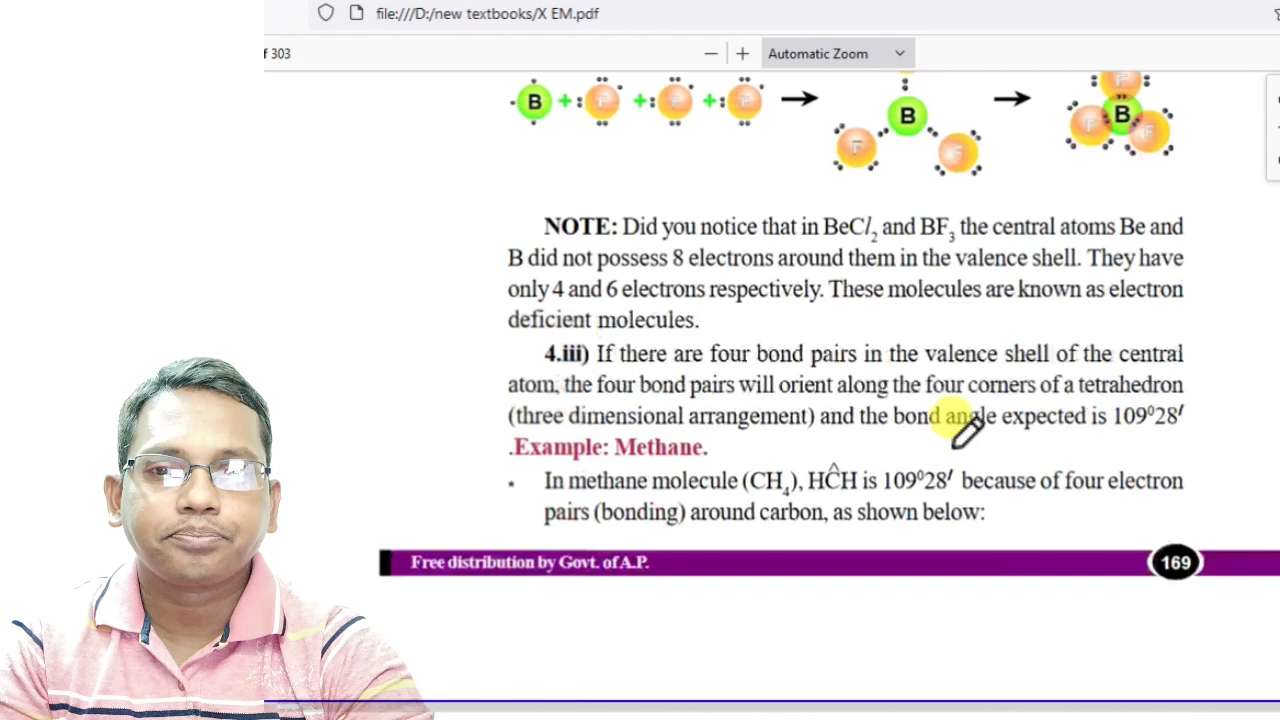 file:///D:/new textbooks/X EM.pdf
f 303
Automatic Zoom
B + F + F + F
B
F F
F
B
F F
NOTE: Did you notice that in BeCl₂ and BF₃ the central atoms Be and
B did not possess 8 electrons around them in the valence shell. They have
only 4 and 6 electrons respectively. These molecules are known as electron
deficient molecules.
4.iii) If there are four bond pairs in the valence shell of the central
atom, the four bond pairs will orient along the four corners of a tetrahedron
(three dimensional arrangement) and the bond angle expected is 109⁰28′
.Example: Methane.
* In methane molecule (CH₄), HĈH is 109⁰28′ because of four electron
pairs (bonding) around carbon, as shown below:
Free distribution by Govt. of A.P. 169